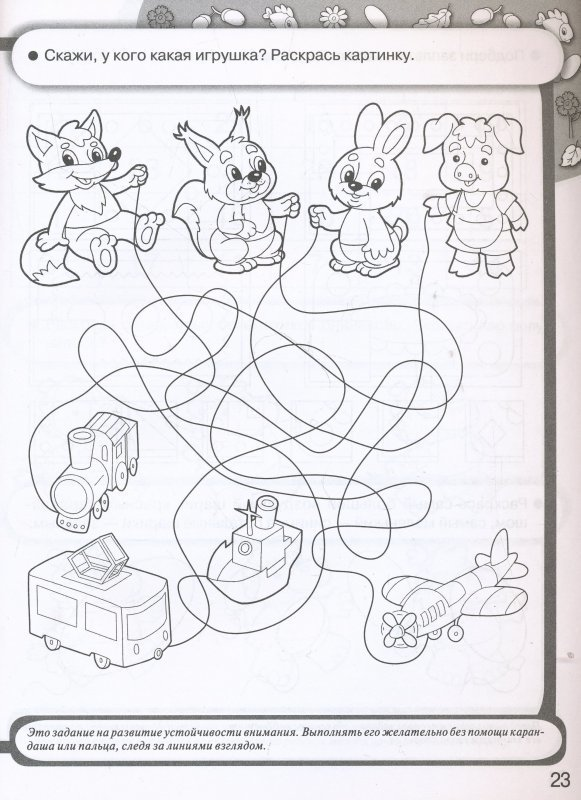 ● Скажи, у кого какая игрушка? Раскрась картинку.
Это задание на развитие устойчивости внимания. Выполнять его желательно без помощи каран-
даша или пальца, следя за линиями взглядом.
23